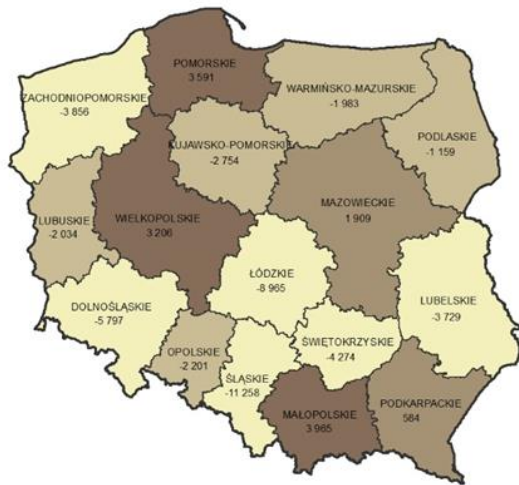 POMORSKIE
3 591
ZACHODNIOPOMORSKIE
-3 856
WARMIŃSKO-MAZURSKIE
-1 983
PODLASKIE
-1 159
KUJAWSKO-POMORSKIE
-2 754
LUBUSKIE
-2 034
WIELKOPOLSKIE
3 206
MAZOWIECKIE
1 909
ŁÓDZKIE
-8 965
LUBELSKIE
-3 729
DOLNOŚLĄSKIE
-5 797
OPOLSKIE
-2 201
ŚLĄSKIE
-11 258
ŚWIĘTOKRZYSKIE
-4 274
MAŁOPOLSKIE
3 965
PODKARPACKIE
584